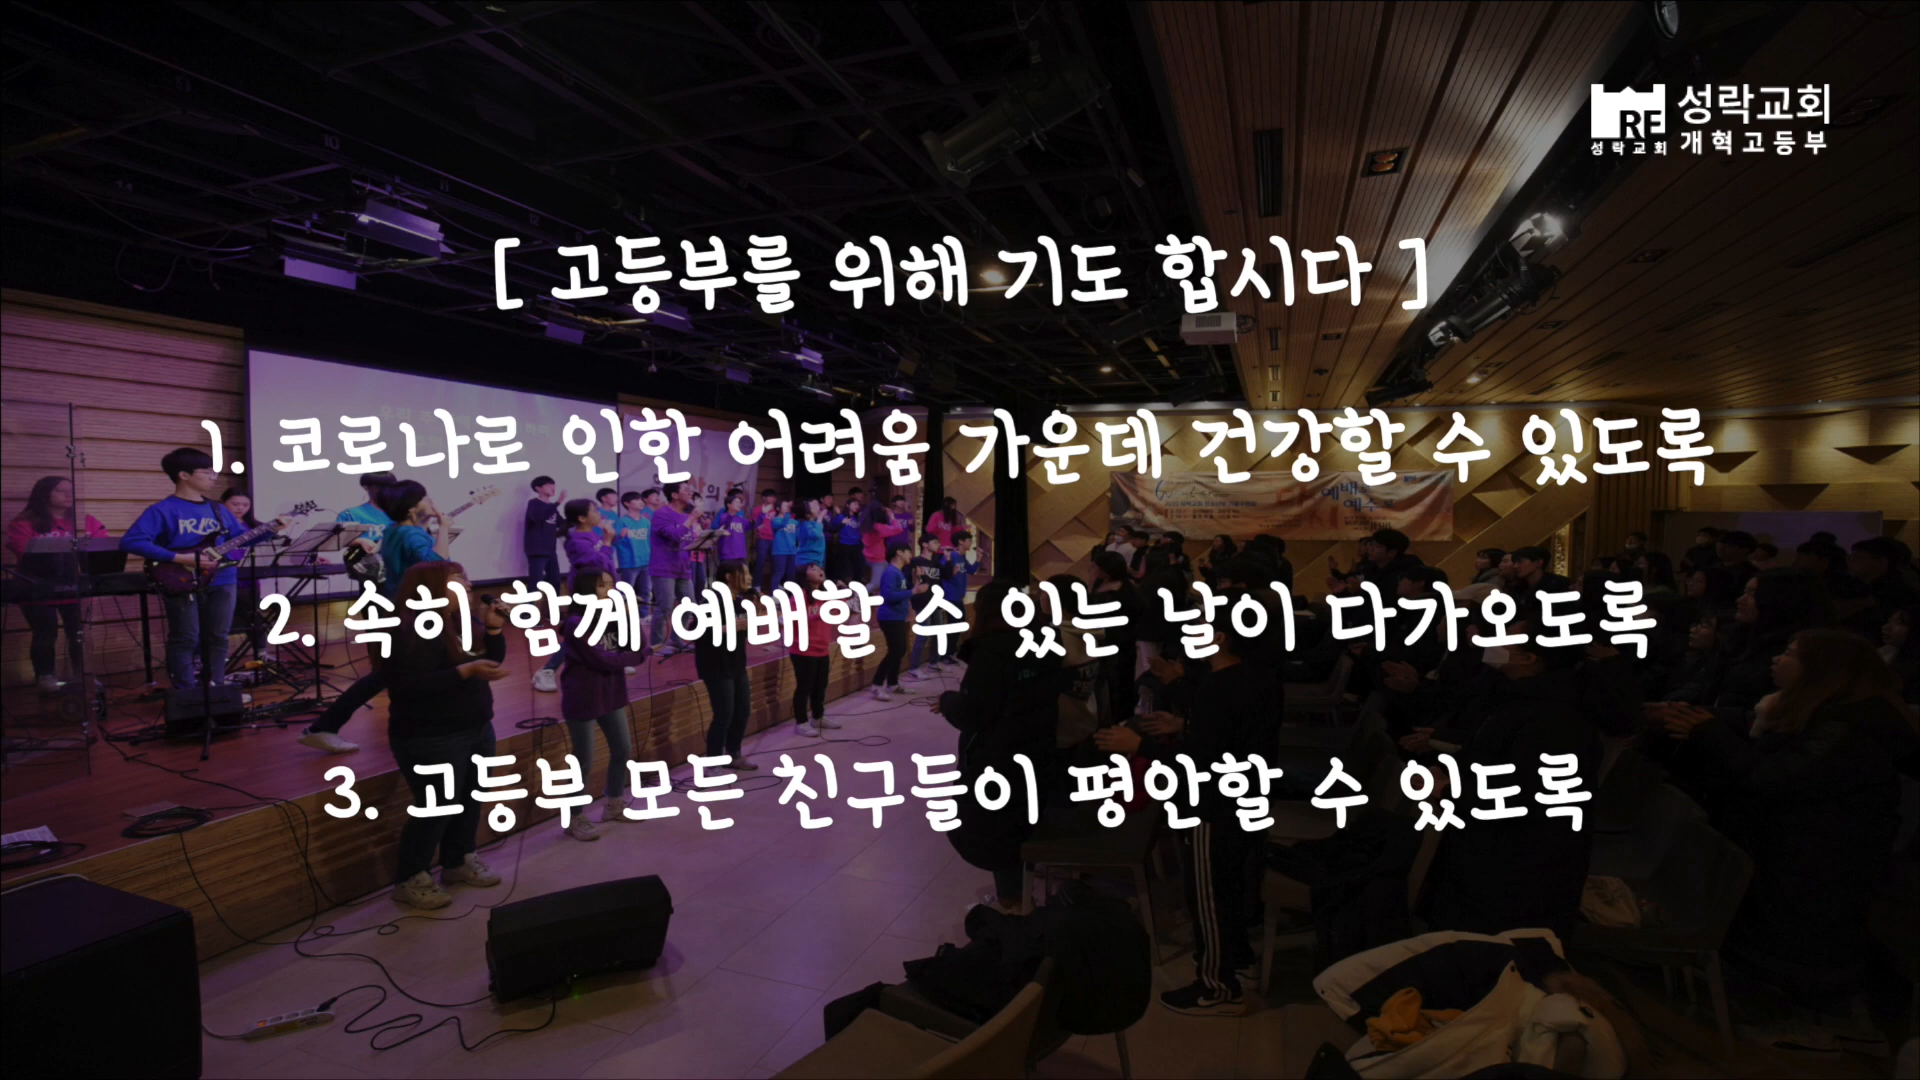 RE
성락교회
성락교회
개혁고등부
[ 고등부를 위해 기도 합시다 ]
1. 코로나로 인한 어려움 가운데 건강할 수 있도록
2. 속히 함께 예배할 수 있는 날이 다가오도록
3. 고등부 모든 친구들이 평안할 수 있도록